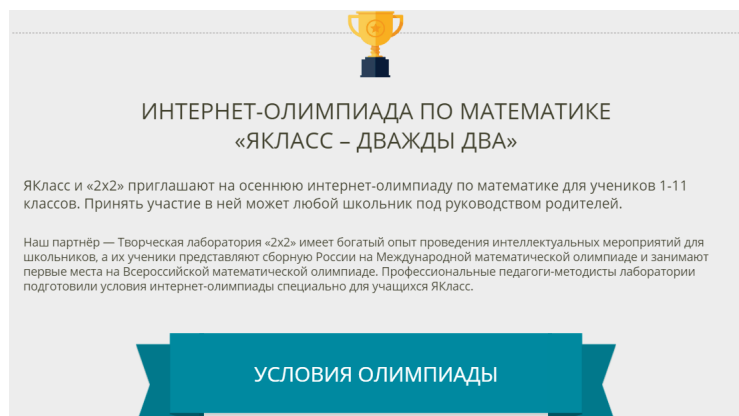 ИНТЕРНЕТ-ОЛИМПИАДА ПО МАТЕМАТИКЕ
«ЯКЛАСС – ДВАЖДЫ ДВА»
ЯКласс и «2х2» приглашают на осеннюю интернет-олимпиаду по математике для учеников 1-11
классов. Принять участие в ней может любой школьник под руководством родителей.
Наш партнёр — Творческая лаборатория «2х2» имеет богатый опыт проведения интеллектуальных мероприятий для
школьников, а их ученики представляют сборную России на Международной математической олимпиаде и занимают
первые места на Всероссийской математической олимпиаде. Профессиональные педагоги-методисты лаборатории
подготовили условия интернет-олимпиады специально для учащихся ЯКласс.
УСЛОВИЯ ОЛИМПИАДЫ